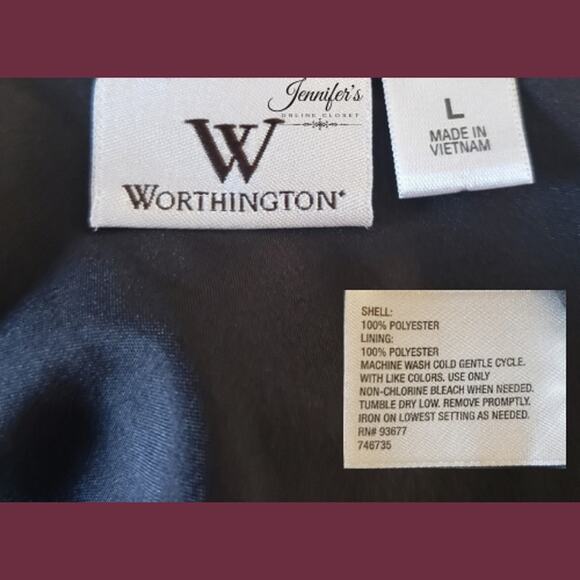 Jennifer's
ONLINE CLOSET
W
WORTHINGTON
L
MADE IN
VIETNAM
SHELL:
100% POLYESTER
LINING:
100% POLYESTER
MACHINE WASH COLD GENTLE CYCLE.
WITH LIKE COLORS. USE ONLY
NON-CHLORINE BLEACH WHEN NEEDED.
TUMBLE DRY LOW. REMOVE PROMPTLY.
IRON ON LOWEST SETTING AS NEEDED.
RN# 93677
746735